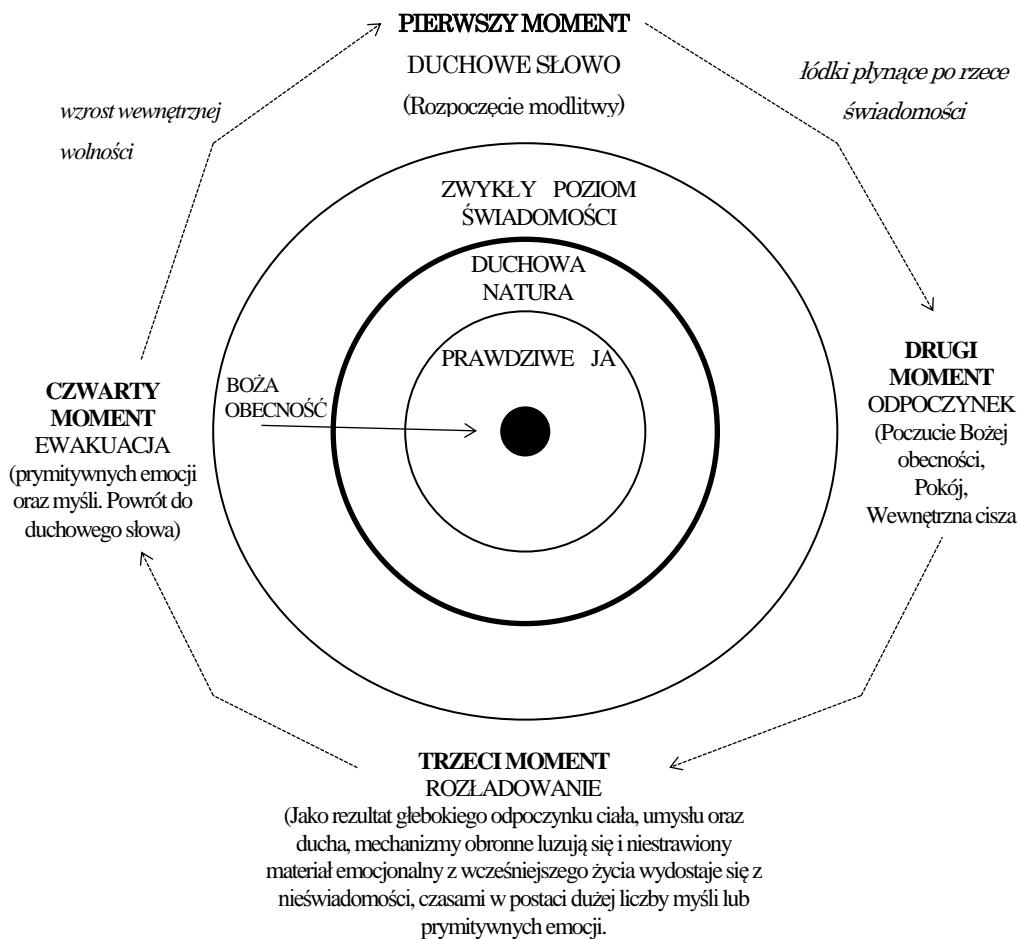 PIERWSZY MOMENT
DUCHOWE SŁOWO
(Rozpoczęcie modlitwy)
łódki płynące po rzece
świadomości
wzrost wewnętrznej
wolności
ZWYKŁY POZIOM
ŚWIADOMOŚCI
DUCHOWA
NATURA
PRAWDZIWE JA
BOŻA
OBECNOŚĆ
DRUGI
MOMENT
ODPOCZYNEK
(Poczucie Bożej
obecności,
Pokój,
Wewnętrzna cisza
CZWARTY
MOMENT
EWAKUACJA
(prymitywnych emocji
oraz myśli. Powrót do
duchowego słowa)
TRZECI MOMENT
ROZŁADOWANIE
(Jako rezultat głebokiego odpoczynku ciała, umysłu oraz
ducha, mechanizmy obronne luzują się i niestrawiony
materiał emocjonalny z wcześniejszego życia wydostaje się z
nieświadomości, czasami w postaci dużej liczby myśli lub
prymitywnych emocji.